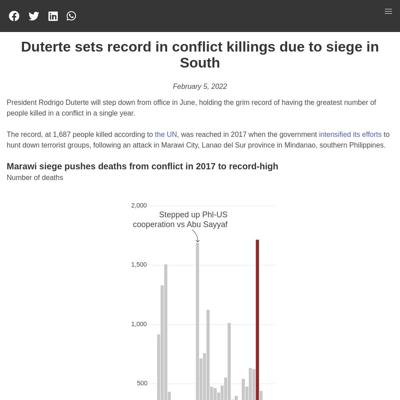 Duterte sets record in conflict killings due to siege in
South
February 5, 2022
President Rodrigo Duterte will step down from office in June, holding the grim record of having the greatest number of
people killed in a conflict in a single year.
The record, at 1,687 people killed according to the UN, was reached in 2017 when the government intensified its efforts to
hunt down terrorist groups, following an attack in Marawi City, Lanao del Sur province in Mindanao, southern Philippines.
Marawi siege pushes deaths from conflict in 2017 to record-high
Number of deaths
2,000
Stepped up Phl-US
cooperation vs Abu Sayyaf
1,500
1,000
500